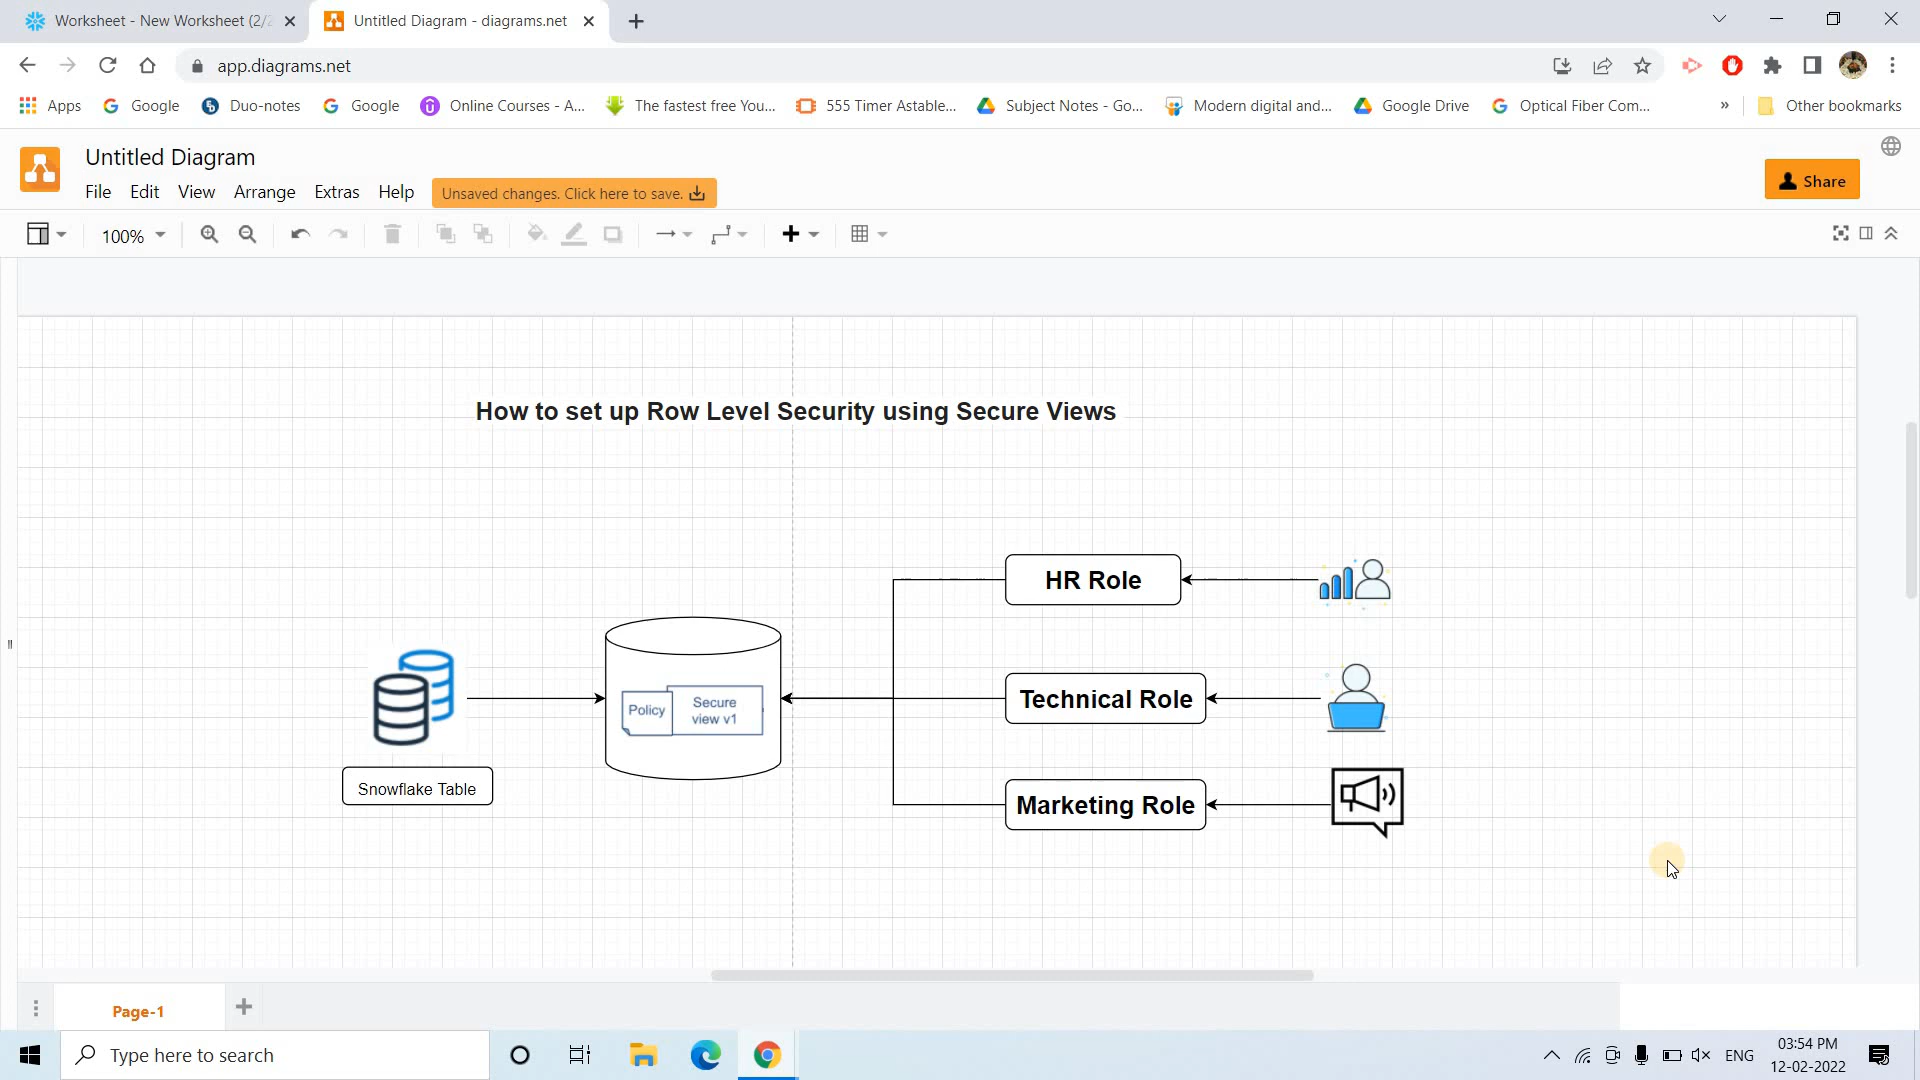 Worksheet - New Worksheet (2/2
Untitled Diagram - diagrams.net
app.diagrams.net
Apps
Google
Duo-notes
Google
Online Courses - A...
The fastest free You...
555 Timer Astable...
Subject Notes - Go...
Modern digital and...
Google Drive
Optical Fiber Com...
»
Other bookmarks
Untitled Diagram
File
Edit
View
Arrange
Extras
Help
Unsaved changes. Click here to save.
Share
100%
How to set up Row Level Security using Secure Views
HR Role
Policy
Secure
view v1
Technical Role
Snowflake Table
Marketing Role
Page-1
Type here to search
ENG
03:54 PM
12-02-2022